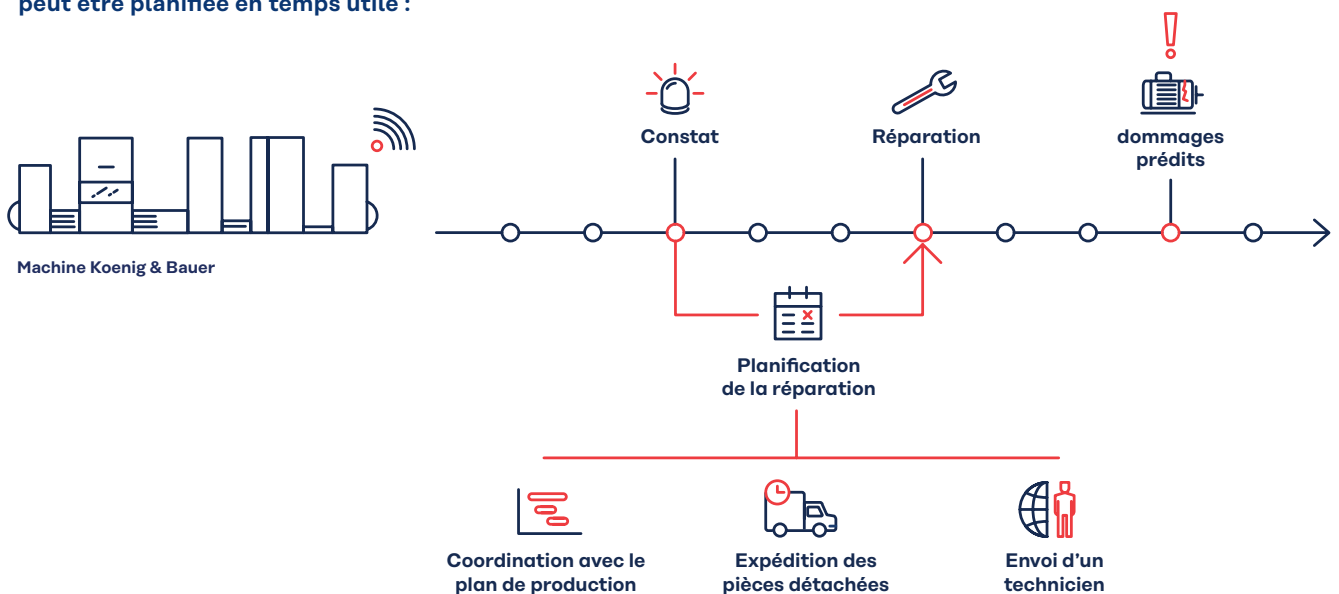 peut être planifiée en temps utile :
Constat
Réparation
dommages
prédits
Machine Koenig & Bauer
Planification
de la réparation
Coordination avec le
plan de production
Expédition des
pièces détachées
Envoi d'un
technicien